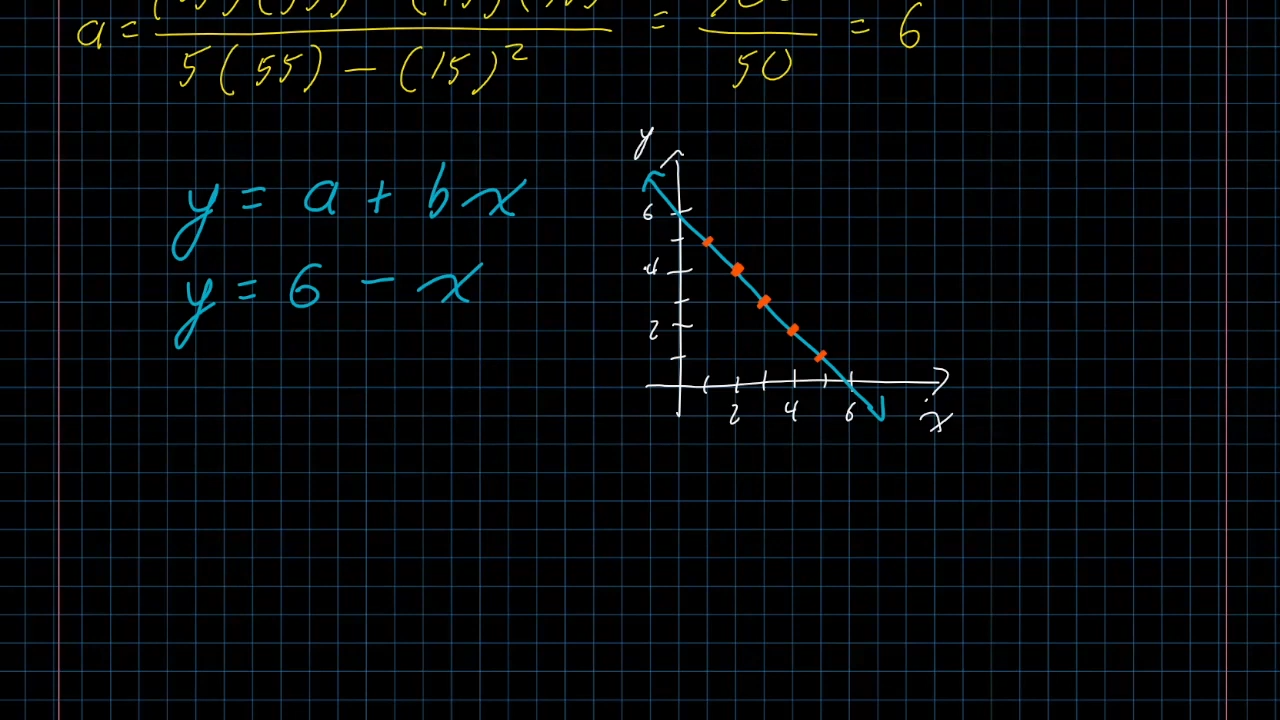 a = = = 6
5(55) - (15)² 50
y = a + bx
y = 6 - x
y
6
4
2
2 4 6
x